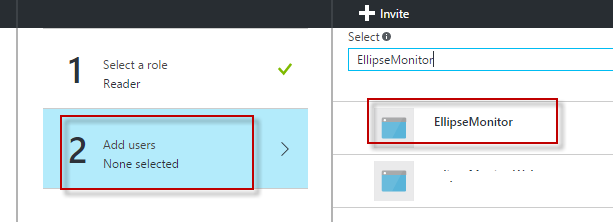 Invite
1
Select a role
Reader
2
Add users
None selected
Select
EllipseMonitor
EllipseMonitor